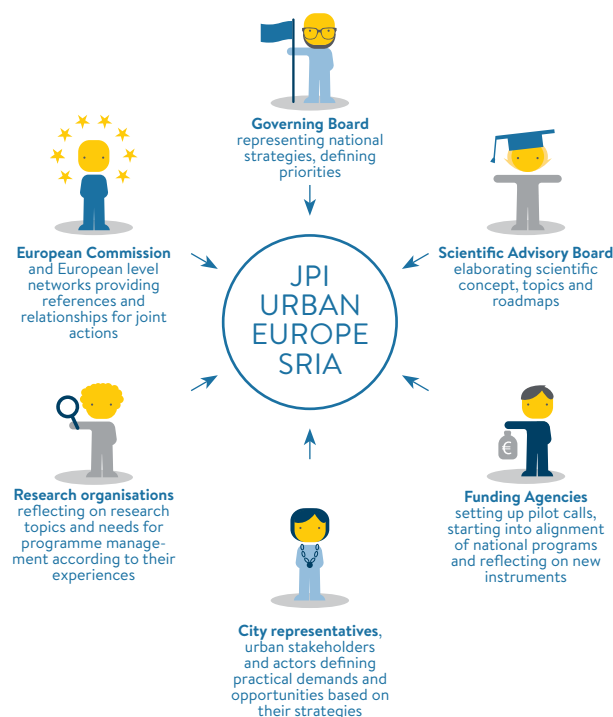 Governing Board
representing national
strategies, defining
priorities
European Commission
and European level
networks providing
references and
relationships for joint
actions
Scientific Advisory Board
elaborating scientific
concept, topics and
roadmaps
JPI
URBAN
EUROPE
SRIA
Research organisations
reflecting on research
topics and needs for
programme manage-
ment according to their
experiences
€
Funding Agencies
setting up pilot calls,
starting into alignment
of national programs
and reflecting on new
instruments
City representatives,
urban stakeholders
and actors defining
practical demands and
opportunities based on
their strategies